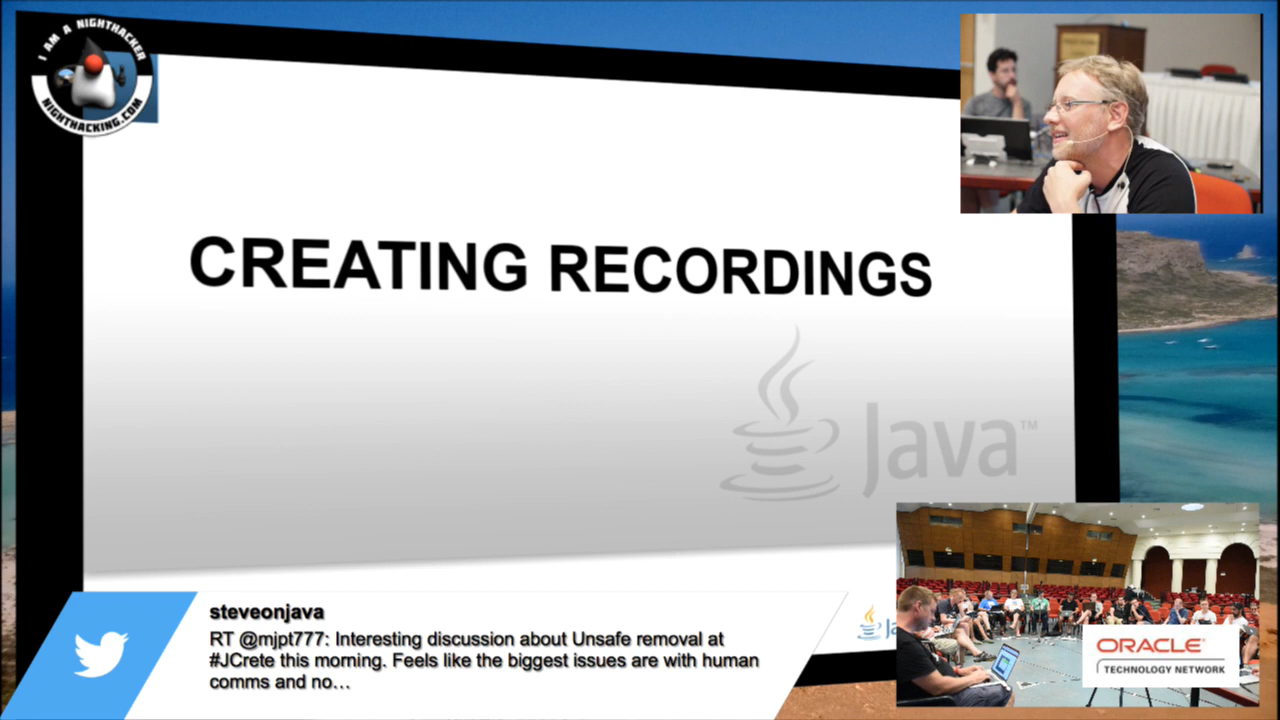 I AM A NIGHTHACKER
NIGHTHACKING.COM
CREATING RECORDINGS
Java™
steveonjava
RT @mjpt777: Interesting discussion about Unsafe removal at
#JCrete this morning. Feels like the biggest issues are with human
comms and no…
ORACLE
TECHNOLOGY NETWORK